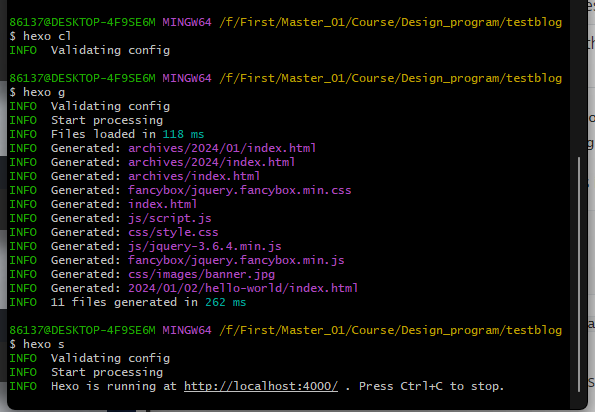 86137@DESKTOP-4F9SE6M MINGW64 /f/First/Master_01/Course/Design_program/testblog
$ hexo cl
INFO  Validating config
86137@DESKTOP-4F9SE6M MINGW64 /f/First/Master_01/Course/Design_program/testblog
$ hexo g
INFO  Validating config
INFO  Start processing
INFO  Files loaded in 118 ms
INFO  Generated: archives/2024/01/index.html
INFO  Generated: archives/2024/index.html
INFO  Generated: archives/index.html
INFO  Generated: fancybox/jquery.fancybox.min.css
INFO  Generated: index.html
INFO  Generated: js/script.js
INFO  Generated: css/style.css
INFO  Generated: js/jquery-3.6.4.min.js
INFO  Generated: fancybox/jquery.fancybox.min.js
INFO  Generated: css/images/banner.jpg
INFO  Generated: 2024/01/02/hello-world/index.html
INFO  11 files generated in 262 ms
86137@DESKTOP-4F9SE6M MINGW64 /f/First/Master_01/Course/Design_program/testblog
$ hexo s
INFO  Validating config
INFO  Start processing
INFO  Hexo is running at http://localhost:4000/ . Press Ctrl+C to stop.